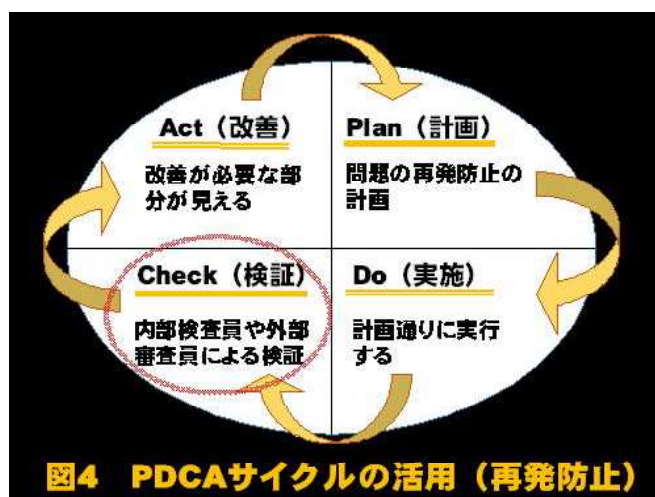 Act（改善）
改善が必要な部
分が見える
Plan（計画）
問題の再発防止の
計画
Check（検証）
内部検査員や外部
審査員による検証
Do（実施）
計画通りに実行
する
図4　PDCAサイクルの活用（再発防止）